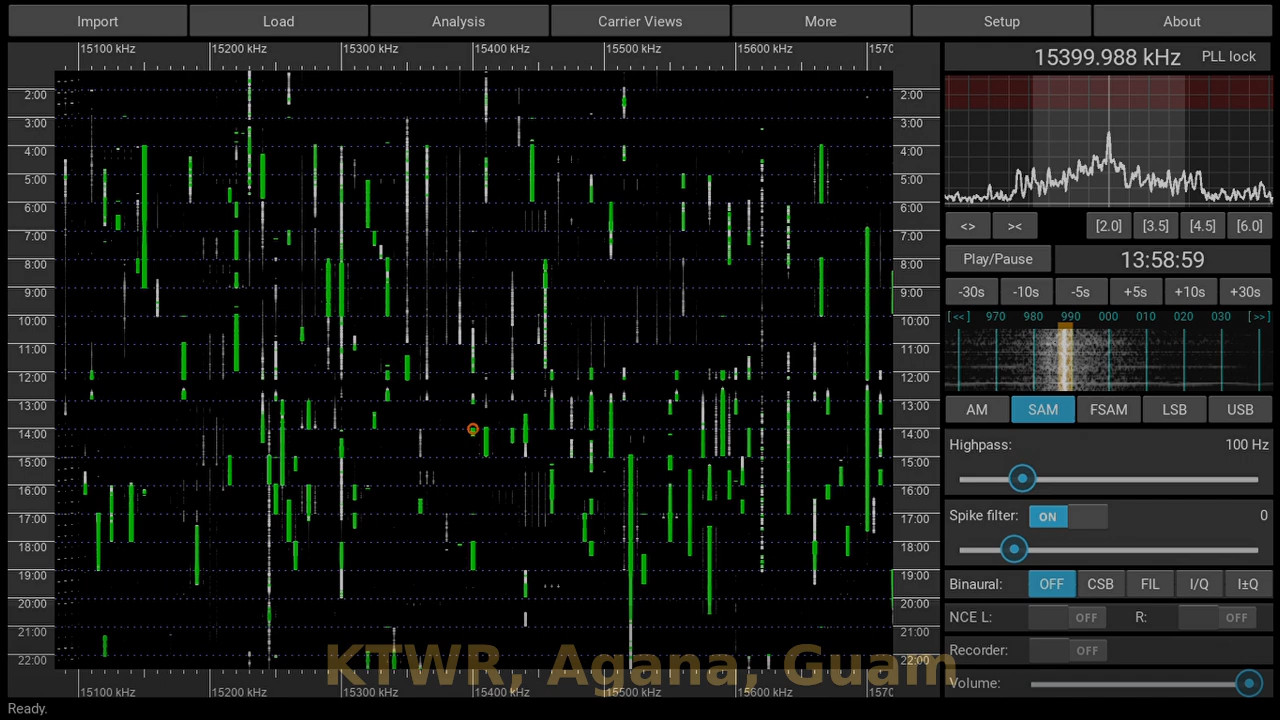 Import Load Analysis Carrier Views More Setup About
15100 kHz 15200 kHz 15300 kHz 15400 kHz 15500 kHz 15600 kHz 1570
15399.988 kHz PLL lock
2:00 2:00
3:00 3:00
4:00 4:00
5:00 5:00
6:00 6:00
<> >< [2.0] [3.5] [4.5] [6.0]
7:00 7:00
Play/Pause 13:58:59
8:00 8:00
-30s -10s -5s +5s +10s +30s
9:00 9:00
[<<] 970 980 990 000 010 020 030 [>>]
10:00 10:00
11:00 11:00
12:00 12:00
13:00 13:00
AM SAM FSAM LSB USB
14:00 14:00
Highpass: 100 Hz
15:00 15:00
16:00 16:00
17:00 17:00
Spike filter: ON 0
18:00 18:00
19:00 19:00
Binaural: OFF CSB FIL I/Q I±Q
20:00 20:00
NCE L: OFF R: OFF
21:00 21:00
Recorder: OFF
22:00 22:00
KTWR, Agana, Guam
Volume:
15100 kHz 15200 kHz 15300 kHz 15400 kHz 15500 kHz 15600 kHz 1570
Ready.